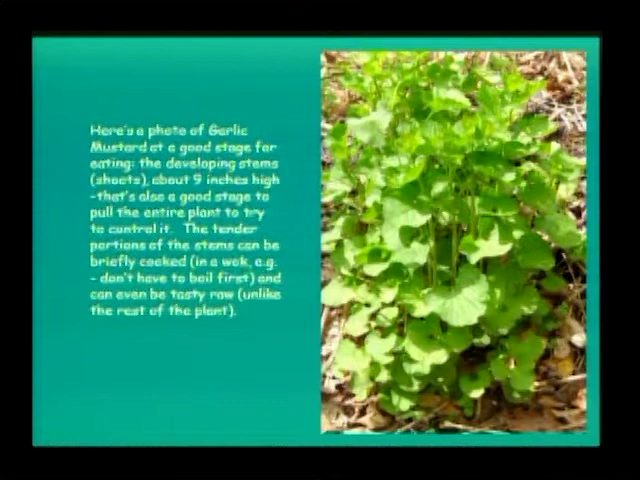 Here's a photo of Garlic
Mustard at a good stage for
eating: the developing stems
(shoots), about 9 inches high
-that's also a good stage to
pull the entire plant to try
to control it. The tender
portions of the stems can be
briefly cooked (in a wok, e.g.
- don't have to boil first) and
can even be tasty raw (unlike
the rest of the plant).